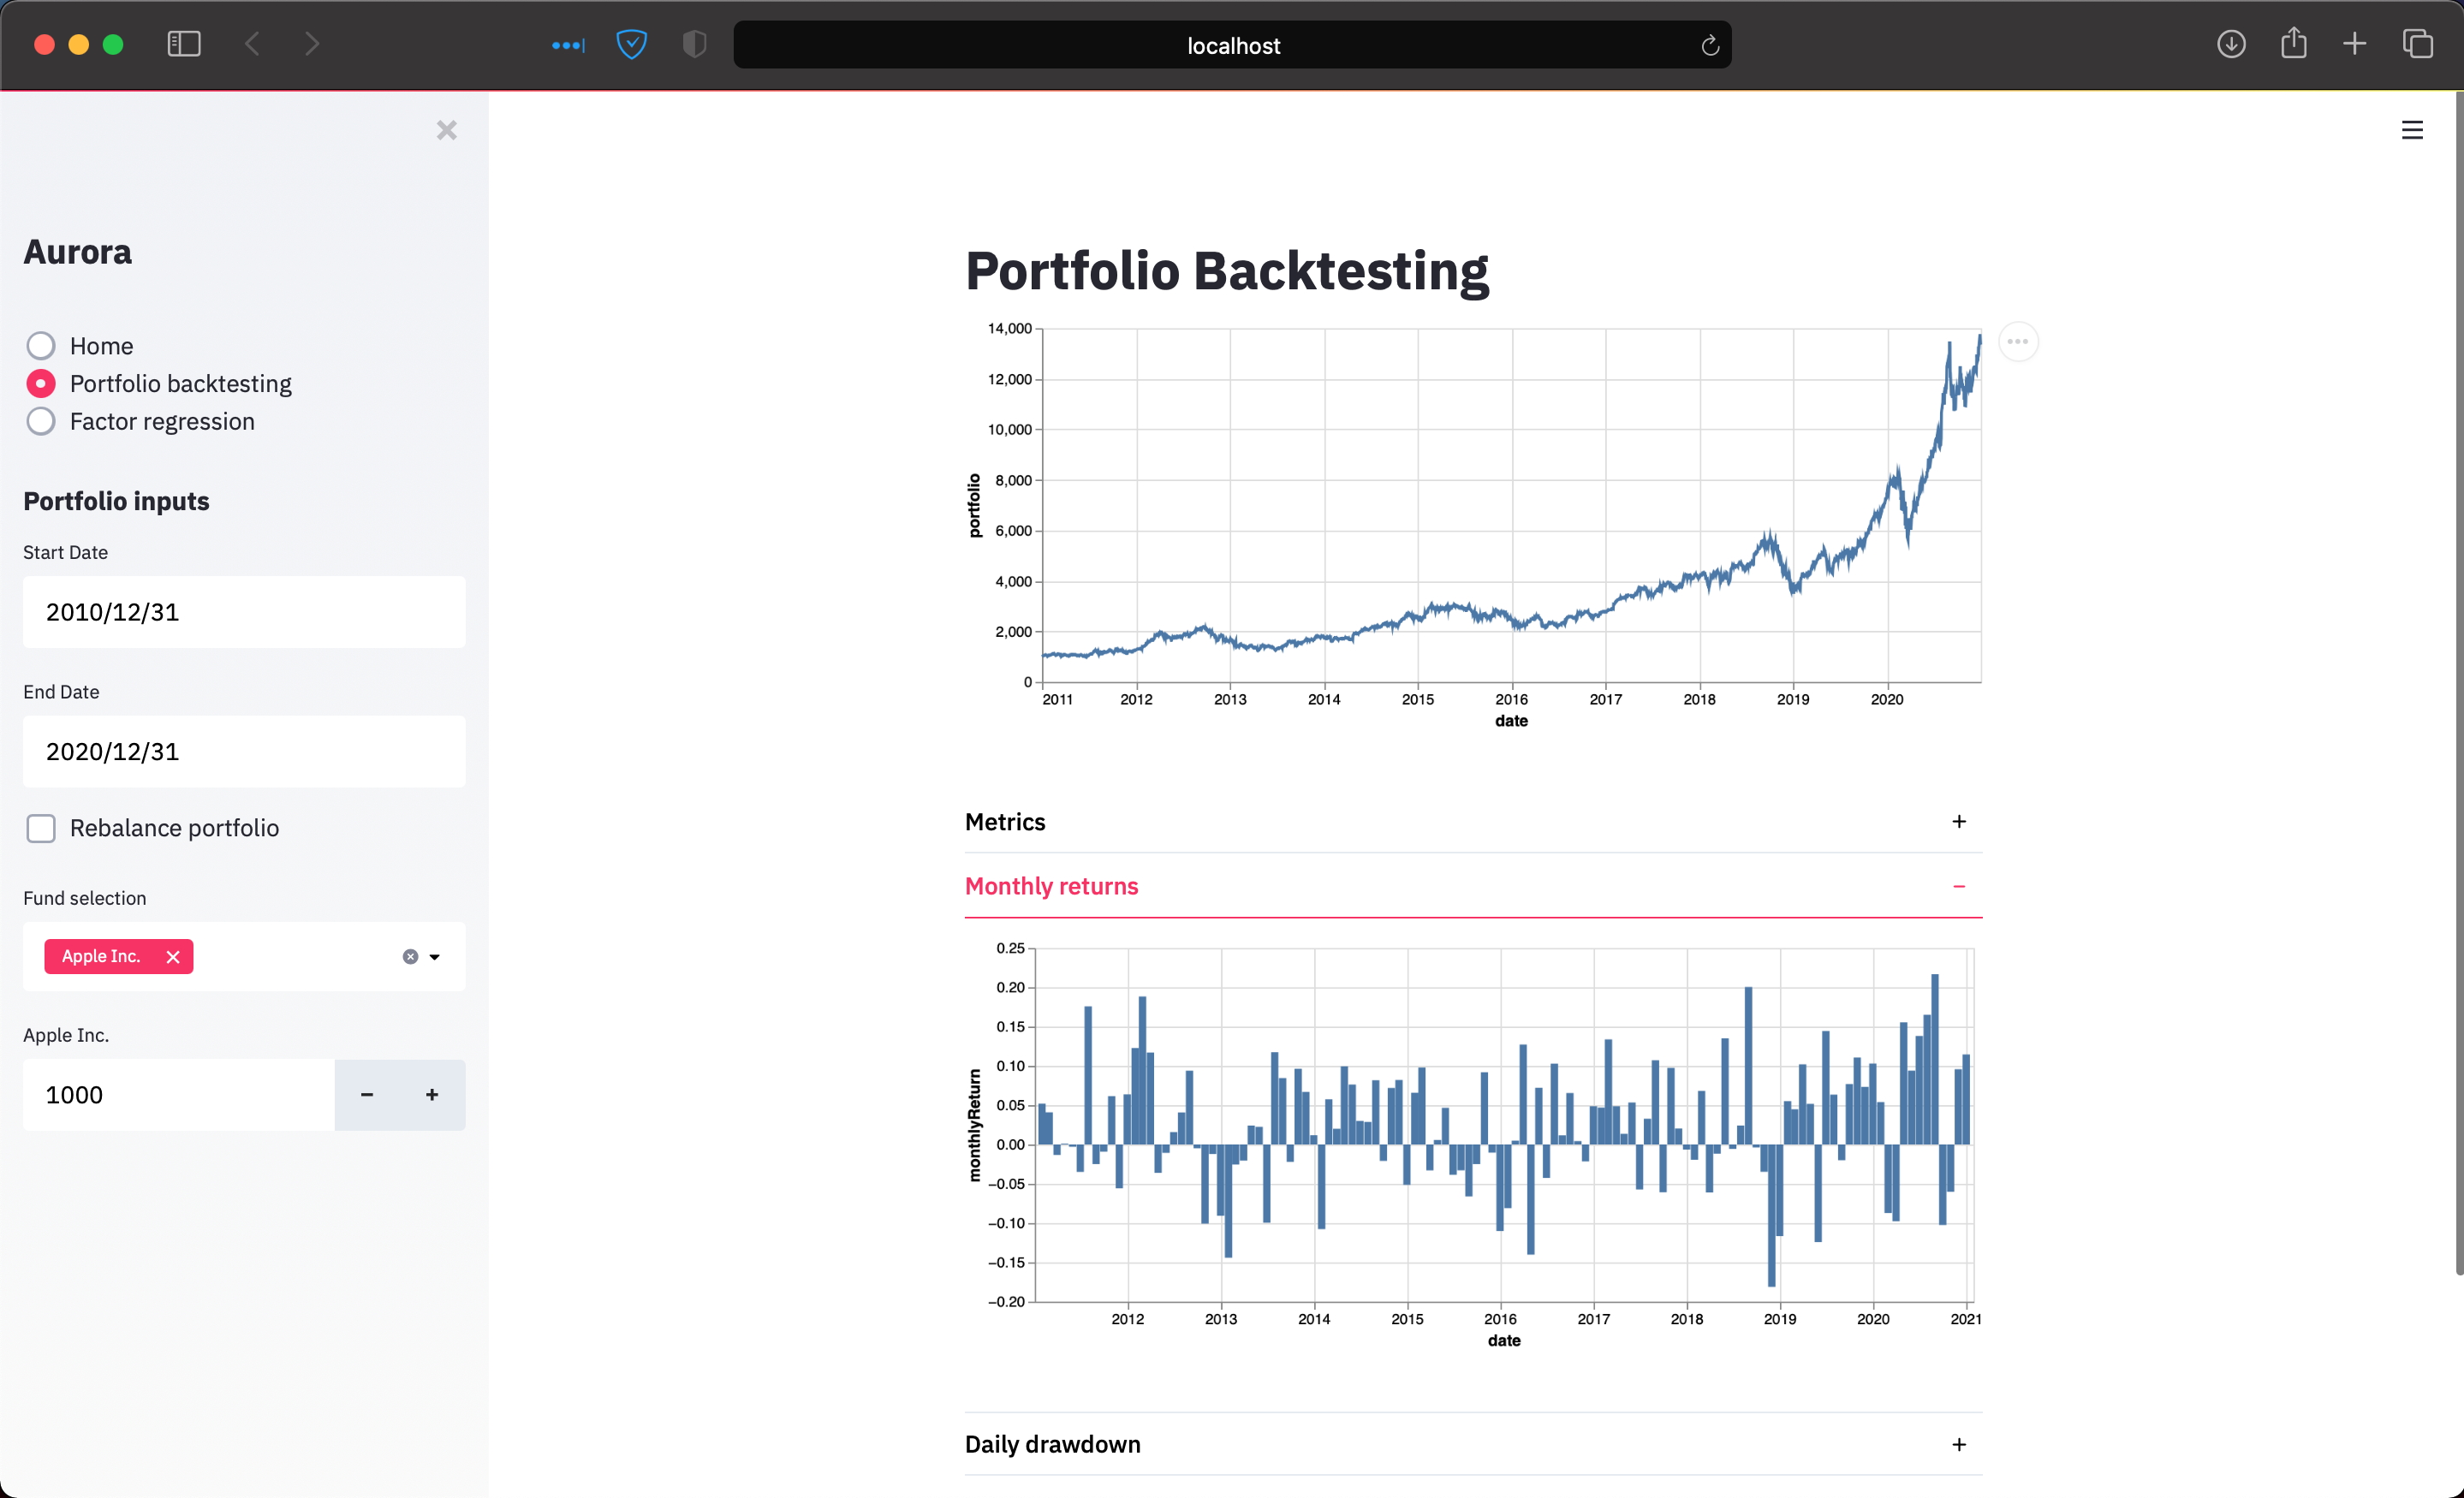 localhost
Aurora
Home
Portfolio backtesting
Factor regression
Portfolio inputs
Start Date
2010/12/31
End Date
2020/12/31
Rebalance portfolio
Fund selection
Apple Inc.
Apple Inc.
1000
Portfolio Backtesting
14,000
12,000
10,000
8,000
6,000
4,000
2,000
0
portfolio
2011 2012 2013 2014 2015 2016 2017 2018 2019 2020
date
Metrics
Monthly returns
0.25
0.20
0.15
0.10
0.05
0.00
−0.05
−0.10
−0.15
−0.20
monthlyReturn
2012 2013 2014 2015 2016 2017 2018 2019 2020 2021
date
Daily drawdown